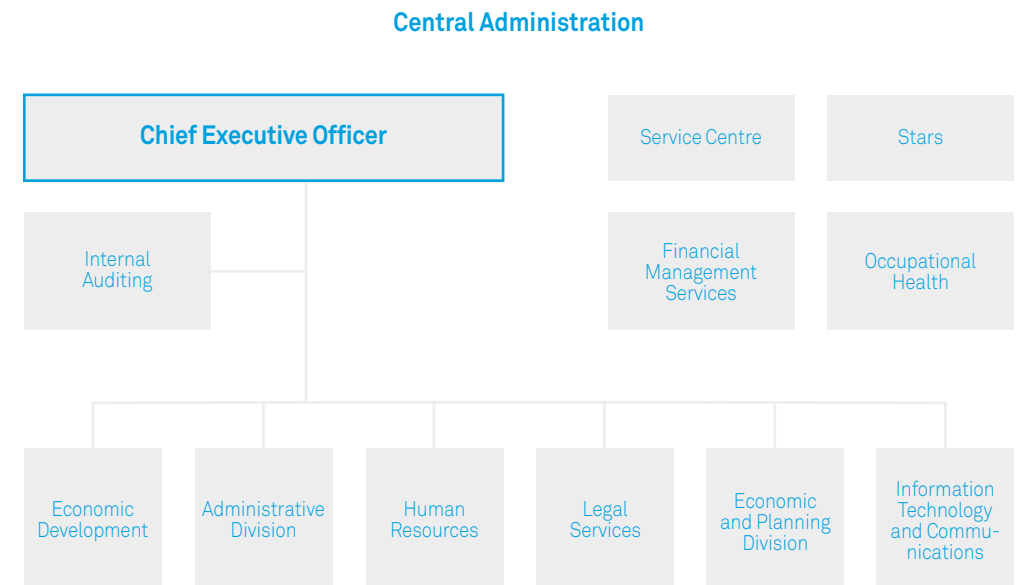 Central Administration
Chief Executive Officer
Service Centre
Stars
Internal
Auditing
Financial
Management
Services
Occupational
Health
Economic
Development
Administrative
Division
Human
Resources
Legal
Services
Economic
and Planning
Division
Information
Technology
and Commu-
nications